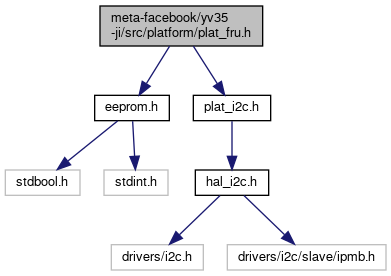 meta-facebook/yv35
-ji/src/platform/plat_fru.h
eeprom.h
plat_i2c.h
stdbool.h
stdint.h
hal_i2c.h
drivers/i2c.h
drivers/i2c/slave/ipmb.h